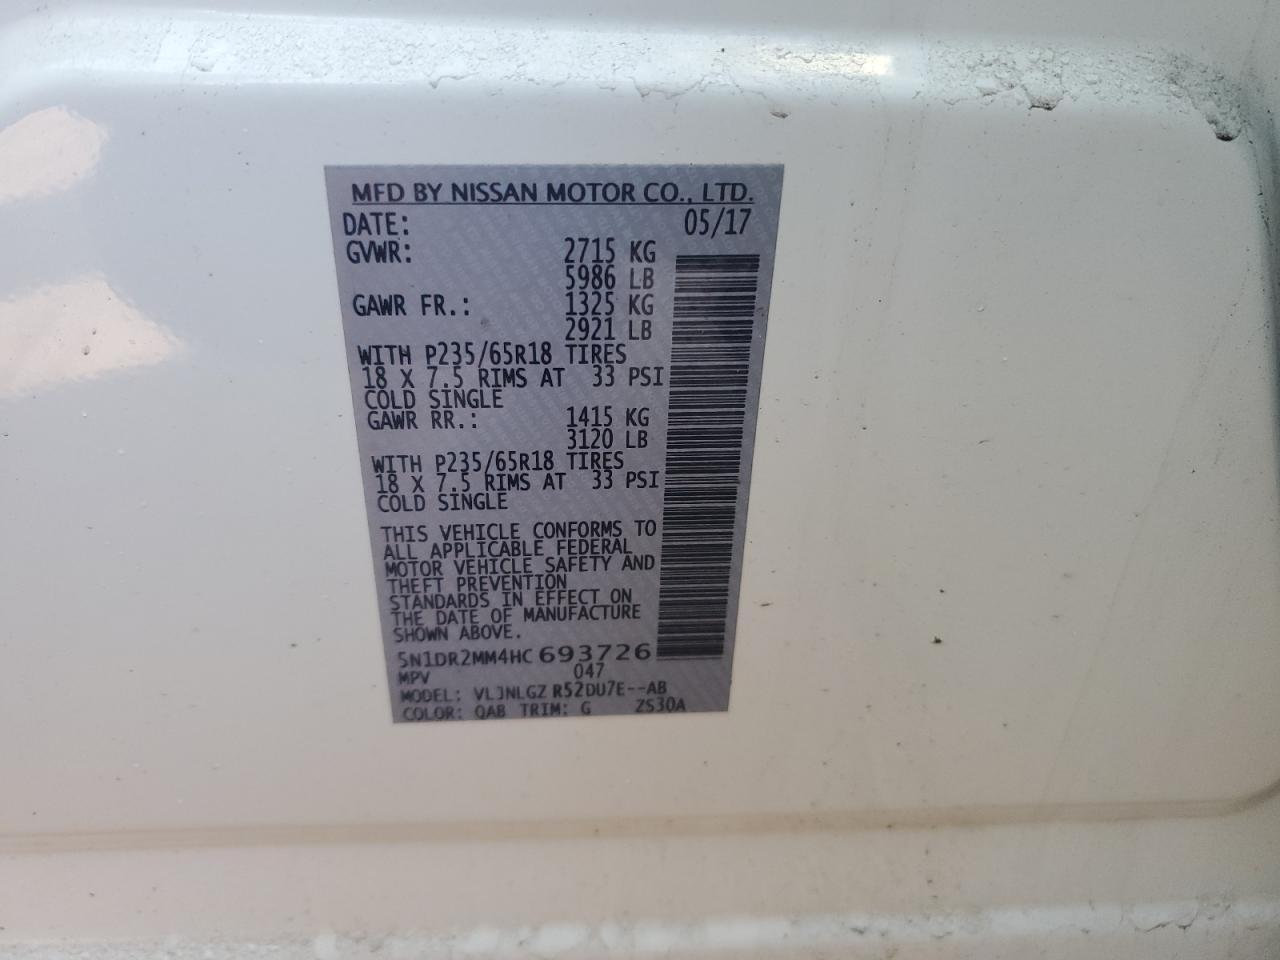 MFD BY NISSAN MOTOR CO., LTD.
DATE: 05/17
GVWR: 2715 KG
5986 LB
GAWR FR.: 1325 KG
2921 LB
WITH P235/65R18 TIRES
18 X 7.5 RIMS AT 33 PSI
COLD SINGLE
GAWR RR.: 1415 KG
3120 LB
WITH P235/65R18 TIRES
18 X 7.5 RIMS AT 33 PSI
COLD SINGLE
THIS VEHICLE CONFORMS TO
ALL APPLICABLE FEDERAL
MOTOR VEHICLE SAFETY AND
THEFT PREVENTION
STANDARDS IN EFFECT ON
THE DATE OF MANUFACTURE
SHOWN ABOVE.
5N1DR2MM4HC693726
MPV 047
MODEL: VLJNLGZ R52DU7E--AB
COLOR: QAB TRIM: G ZS30A